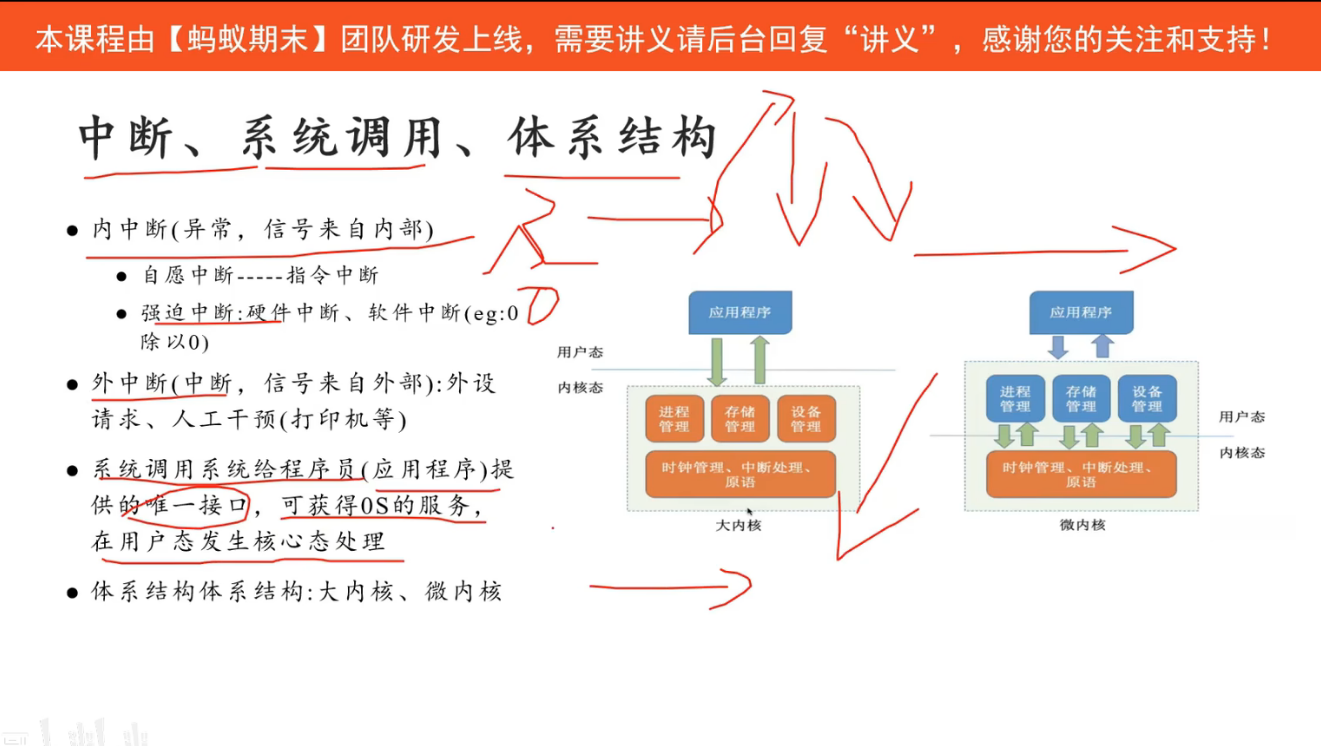 本课程由【蚂蚁期末】团队研发上线，需要讲义请后台回复“讲义”，感谢您的关注和支持！
中断、系统调用、体系结构
● 内中断(异常，信号来自内部)
● 自愿中断-----指令中断
● 强迫中断:硬件中断、软件中断(eg:0
除以0)
● 外中断(中断，信号来自外部):外设
请求、人工干预(打印机等)
● 系统调用系统给程序员(应用程序)提
供的唯一接口，可获得OS的服务，
在用户态发生核心态处理
● 体系结构体系结构:大内核、微内核
应用程序
用户态
内核态
进程
管理
存储
管理
设备
管理
时钟管理、中断处理、
原语
大内核
应用程序
进程
管理
存储
管理
设备
管理
用户态
内核态
时钟管理、中断处理、
原语
微内核